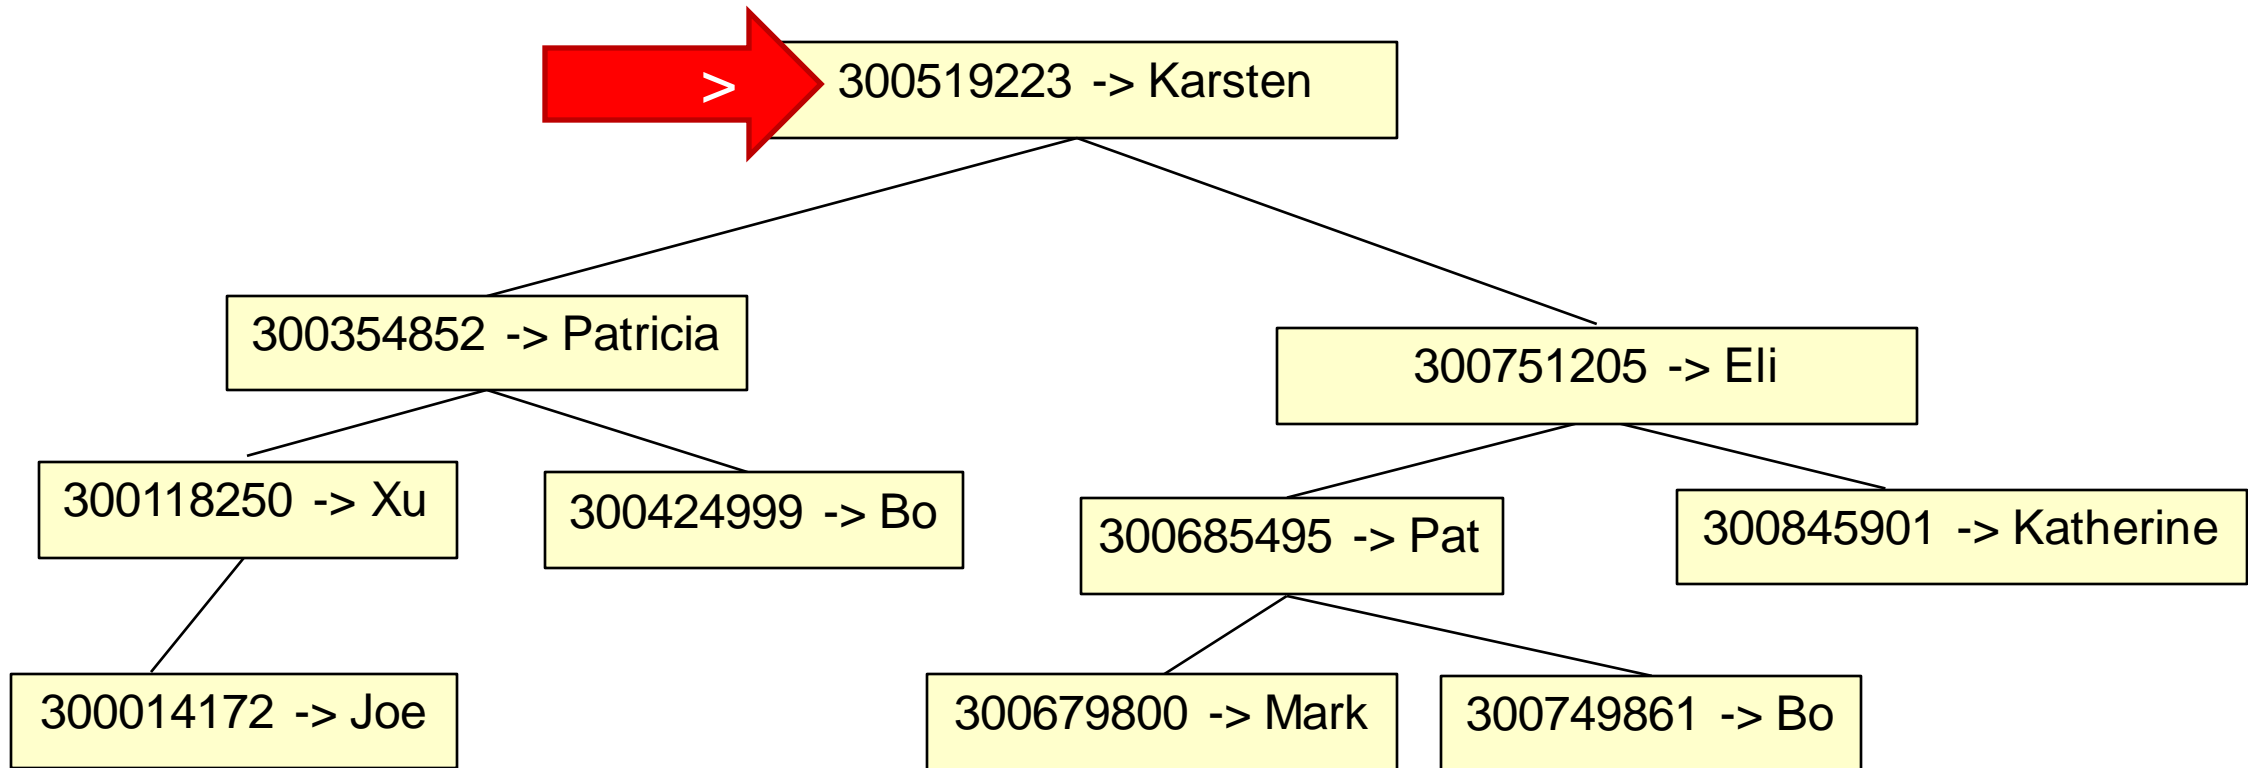 >
300519223 -> Karsten
300354852 -> Patricia
300751205 -> Eli
300118250 -> Xu
300424999 -> Bo
300685495 -> Pat
300845901 -> Katherine
300014172 -> Joe
300679800 -> Mark
300749861 -> Bo